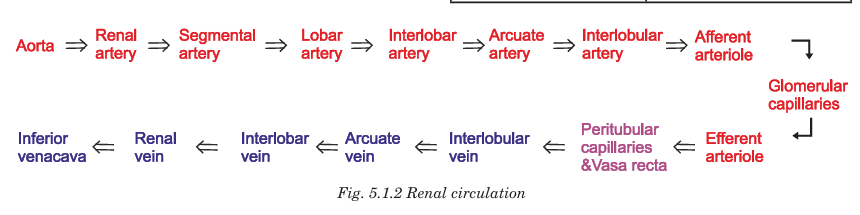 Aorta ⇒ Renal artery ⇒ Segmental artery ⇒ Lobar artery ⇒ Interlobar artery ⇒ Arcuate artery ⇒ Interlobular artery ⇒ Afferent arteriole
Glomerular capillaries
Inferior venacava ⇐ Renal vein ⇐ Interlobar vein ⇐ Arcuate vein ⇐ Interlobular vein ⇐ Peritubular capillaries &Vasa recta ⇐ Efferent arteriole
Fig. 5.1.2 Renal circulation